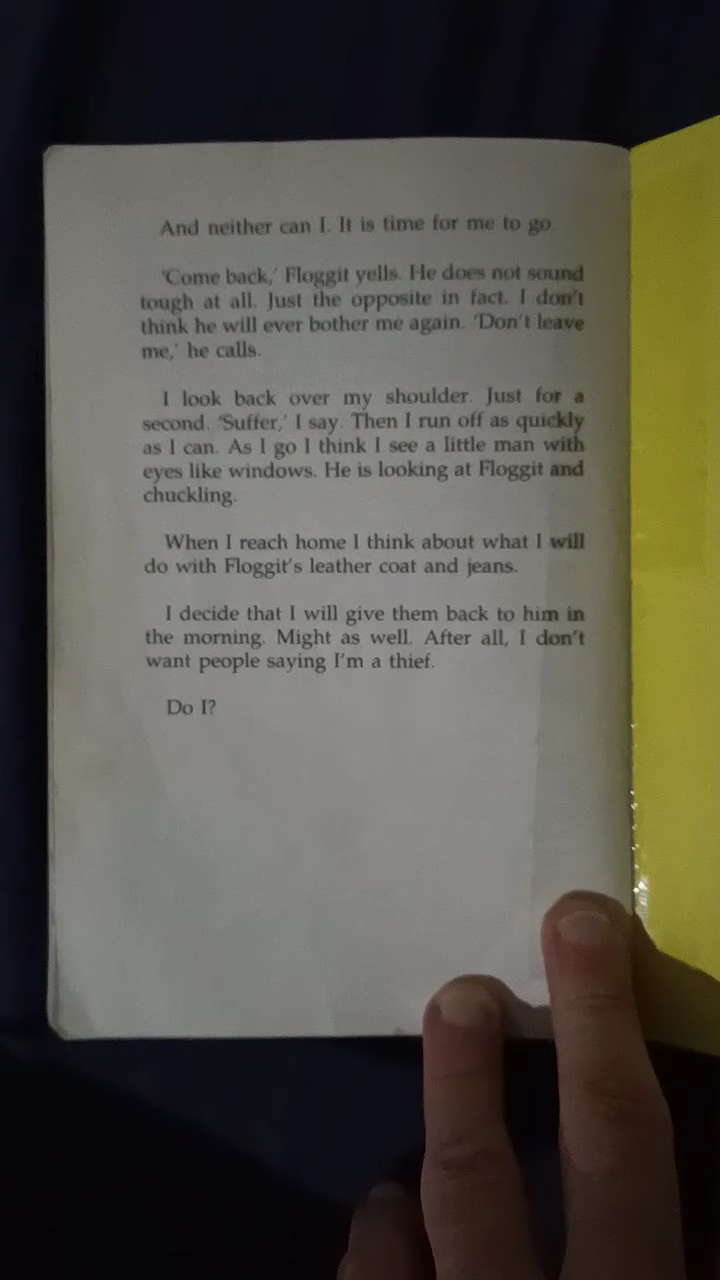 And neither can I. It is time for me to go.
‘Come back,’ Floggit yells. He does not sound
tough at all. Just the opposite in fact. I don’t
think he will ever bother me again. ‘Don’t leave
me,’ he calls.
I look back over my shoulder. Just for a
second. ‘Suffer,’ I say. Then I run off as quickly
as I can. As I go I think I see a little man with
eyes like windows. He is looking at Floggit and
chuckling.
When I reach home I think about what I will
do with Floggit’s leather coat and jeans.
I decide that I will give them back to him in
the morning. Might as well. After all, I don’t
want people saying I’m a thief.
Do I?